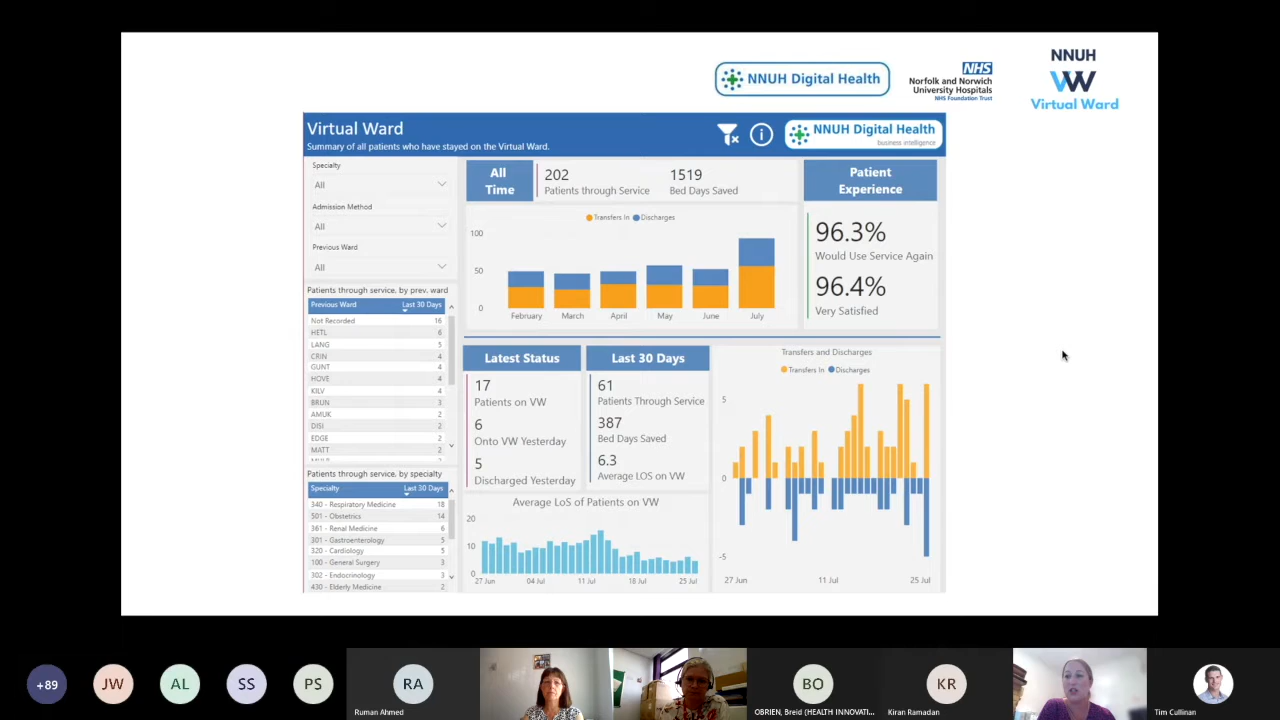 NNUH Digital Health
NHS
Norfolk and Norwich
University Hospitals
NHS Foundation Trust
NNUH
VW
Virtual Ward
Virtual Ward
Summary of all patients who have stayed on the Virtual Ward.
NNUH Digital Health
business intelligence
Specialty
All
Admission Method
All
Previous Ward
All
Patients through service, by prev. ward
Previous Ward Last 30 Days
Not Recorded 16
HETL 6
LANG 5
CRIN 4
GUNT 4
HOVE 4
KILV 4
BRUN 3
AMUK 2
DISI 2
EDGE 2
MATT 2
Patients through service, by specialty
Specialty Last 30 Days
340 - Respiratory Medicine 18
501 - Obstetrics 14
361 - Renal Medicine 6
301 - Gastroenterology 5
320 - Cardiology 5
100 - General Surgery 3
302 - Endocrinology 3
430 - Elderly Medicine 2
All
Time
202
Patients through Service
1519
Bed Days Saved
Transfers In Discharges
100
50
0
February March April May June July
Patient
Experience
96.3%
Would Use Service Again
96.4%
Very Satisfied
Latest Status
17
Patients on VW
6
Onto VW Yesterday
5
Discharged Yesterday
Last 30 Days
61
Patients Through Service
387
Bed Days Saved
6.3
Average LOS on VW
Average LoS of Patients on VW
20
10
0
27 Jun 04 Jul 11 Jul 18 Jul 25 Jul
Transfers and Discharges
Transfers In Discharges
5
0
-5
27 Jun 11 Jul 25 Jul
+89
JW
AL
SS
PS
RA
Ruman Ahmed
BO
OBRIEN, Breid (HEALTH INNOVATI...
KR
Kiran Ramadan
Tim Cullinan